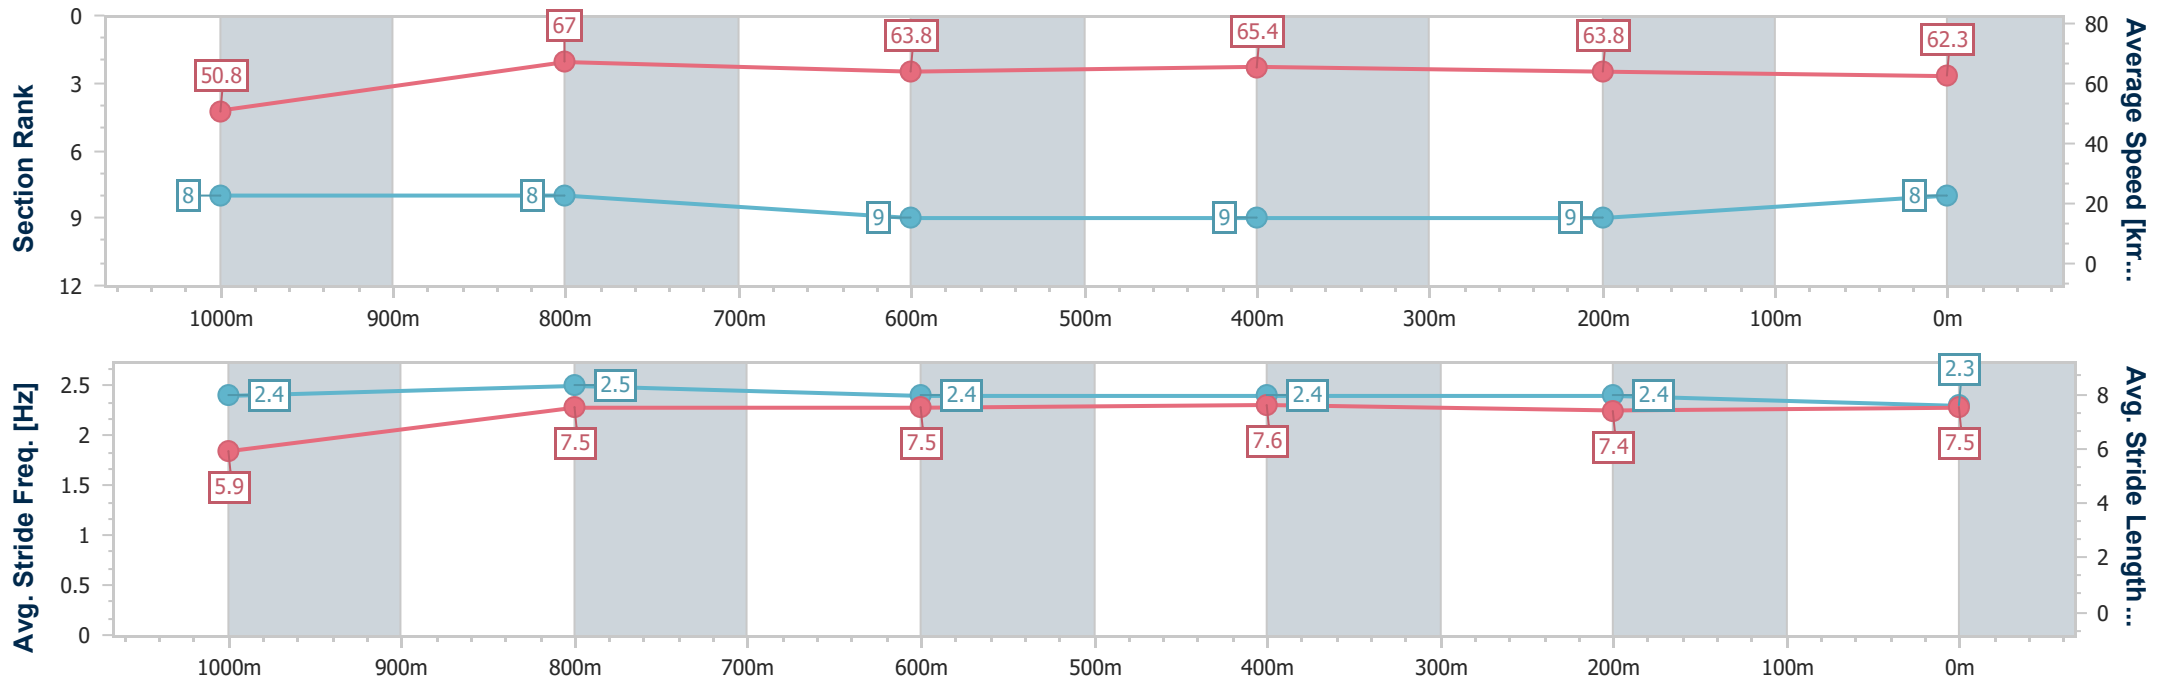 Section Rank
0
3
6
9
12
50.8
67
63.8
65.4
63.8
62.3
8
8
9
9
9
8
80
60
40
20
0
Average Speed [km...
1000m
900m
800m
700m
600m
500m
400m
300m
200m
100m
0m
Avg. Stride Freq. [Hz]
2.5
2
1.5
1
0.5
0
2.4
2.5
2.4
2.4
2.4
2.3
5.9
7.5
7.5
7.6
7.4
7.5
8
6
4
2
0
Avg. Stride Length...
1000m
900m
800m
700m
600m
500m
400m
300m
200m
100m
0m